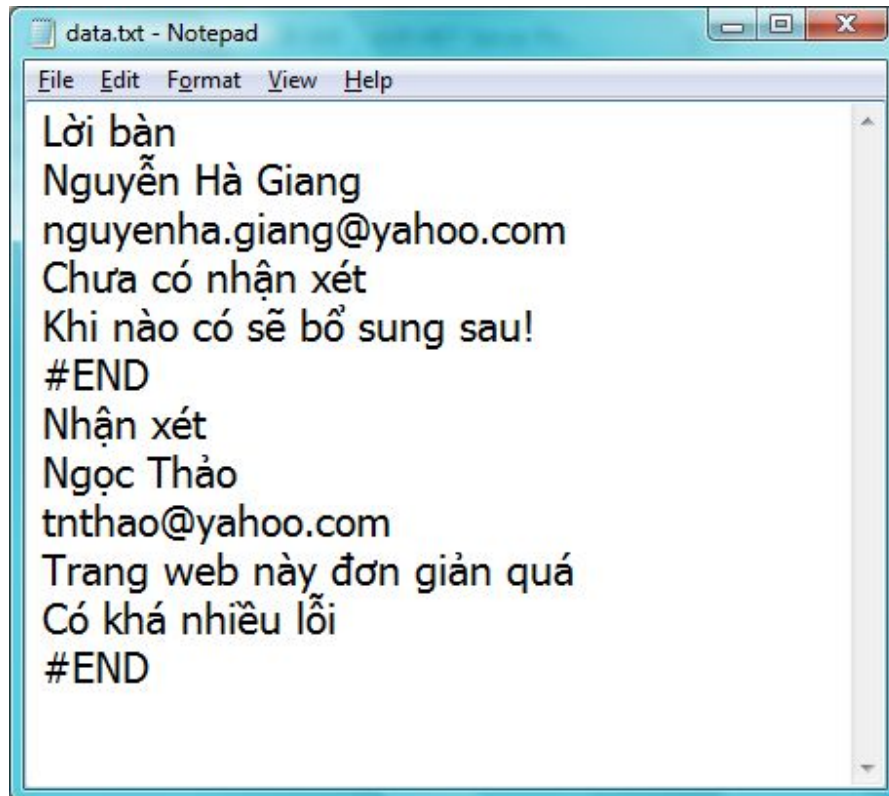 data.txt - Notepad
File Edit Format View Help
Lời bàn
Nguyễn Hà Giang
nguyenha.giang@yahoo.com
Chưa có nhận xét
Khi nào có sẽ bổ sung sau!
#END
Nhận xét
Ngọc Thảo
tnthao@yahoo.com
Trang web này đơn giản quá
Có khá nhiều lỗi
#END